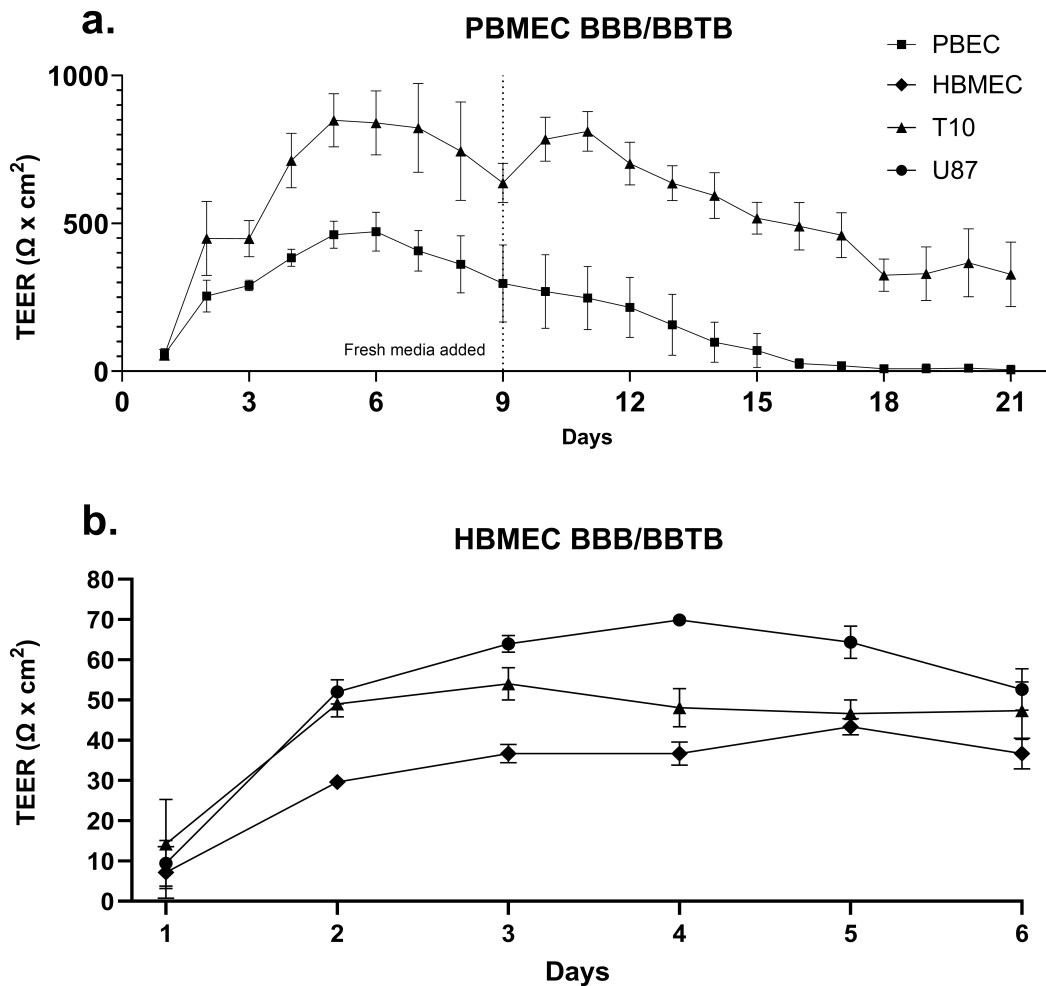 a.
PBMEC BBB/BBTB
PBEC
HBMEC
T10
U87
TEER (Ω x cm²)
1000
500
0
Fresh media added
0 3 6 9 12 15 18 21
Days
b.
HBMEC BBB/BBTB
TEER (Ω x cm²)
80
70
60
50
40
30
20
10
0
1 2 3 4 5 6
Days